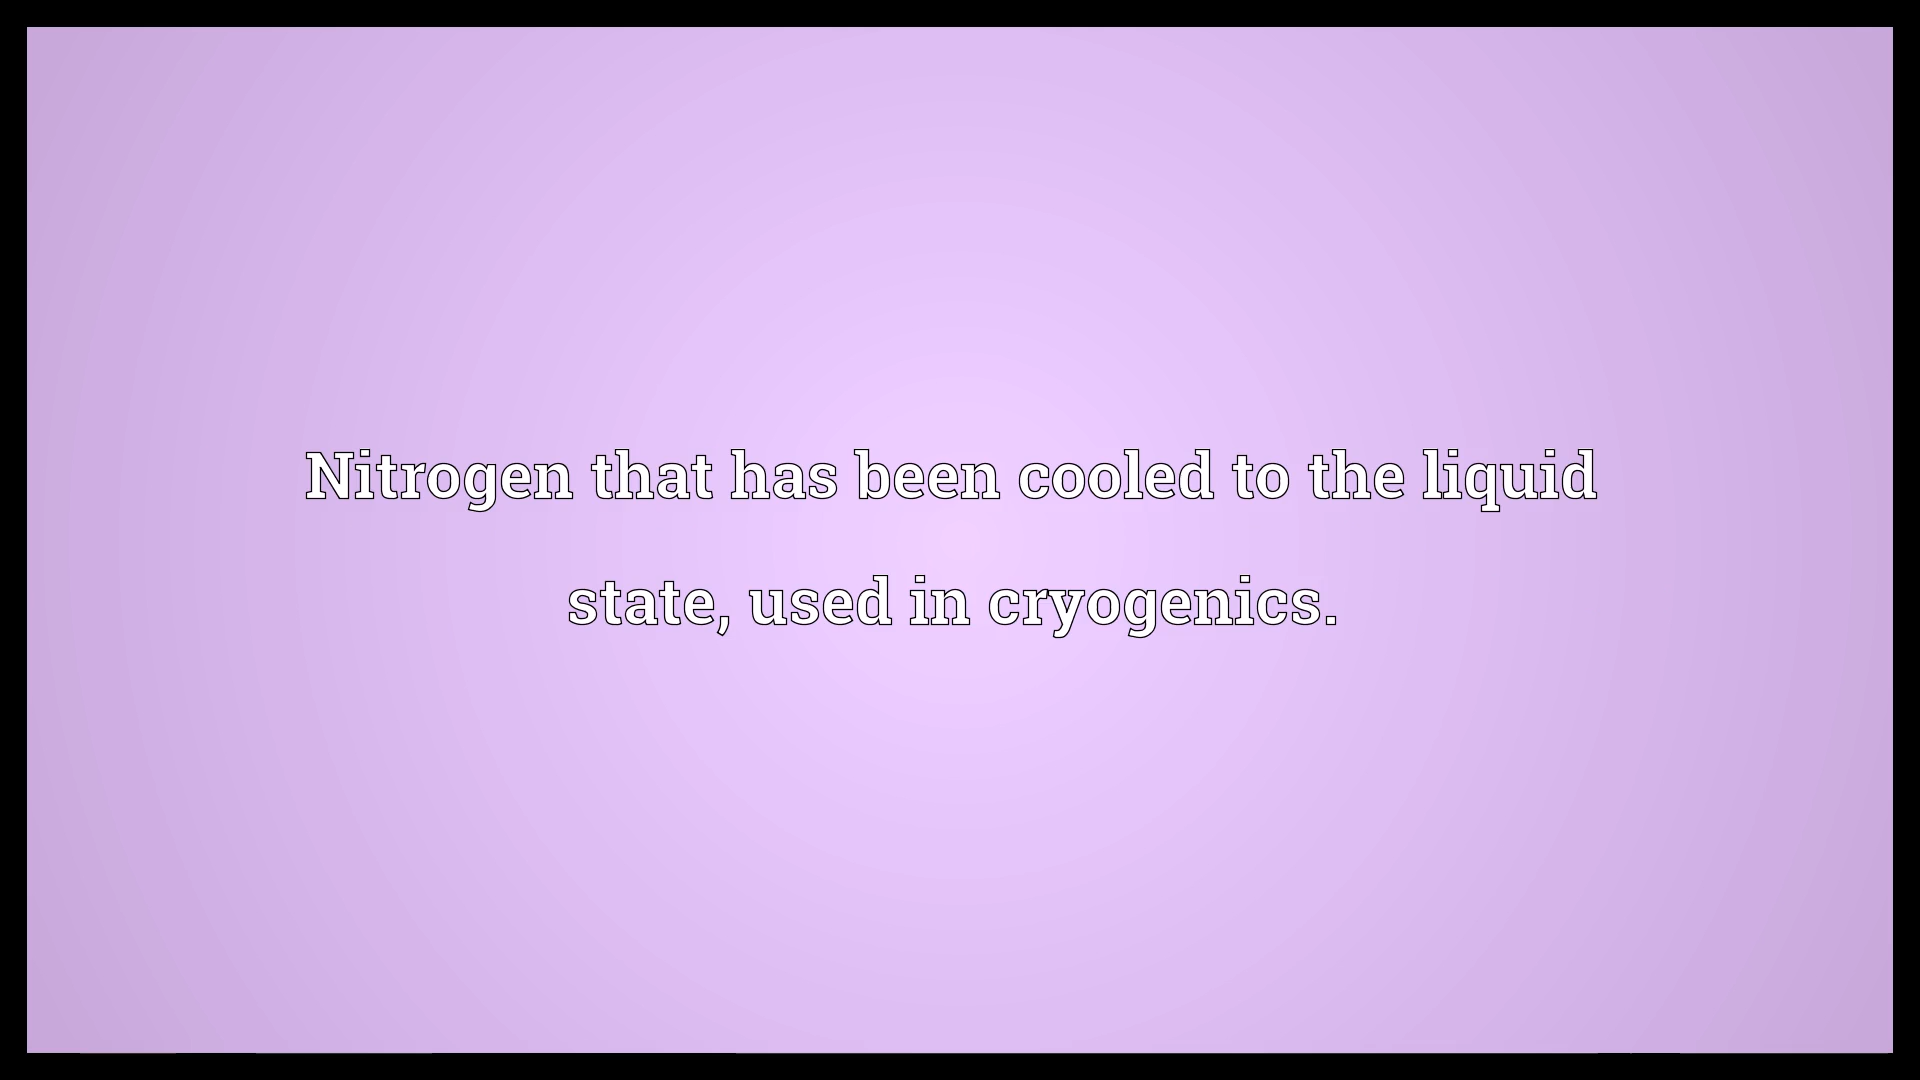 Nitrogen that has been cooled to the liquid
state, used in cryogenics.